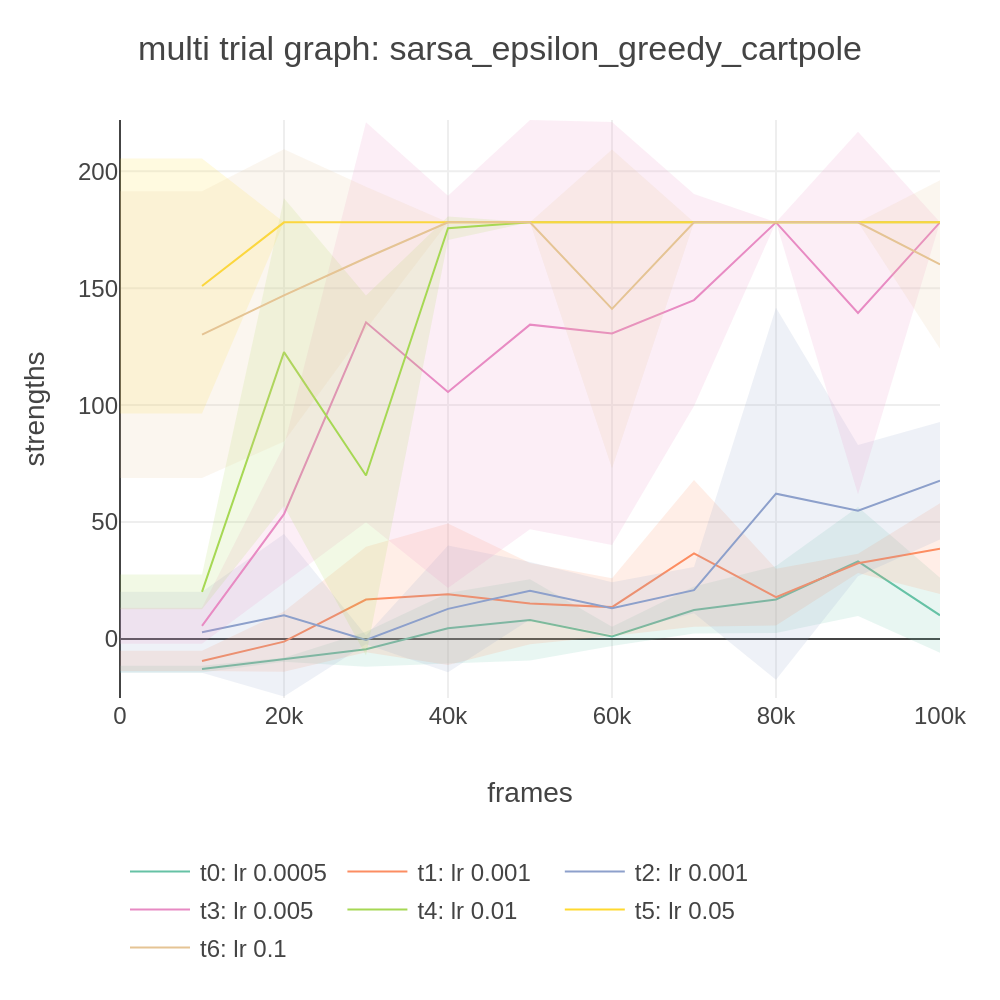 multi trial graph: sarsa_epsilon_greedy_cartpole
200
150
100
50
0
strengths
0 20k 40k 60k 80k 100k
frames
t0: lr 0.0005 t1: lr 0.001 t2: lr 0.001
t3: lr 0.005 t4: lr 0.01 t5: lr 0.05
t6: lr 0.1